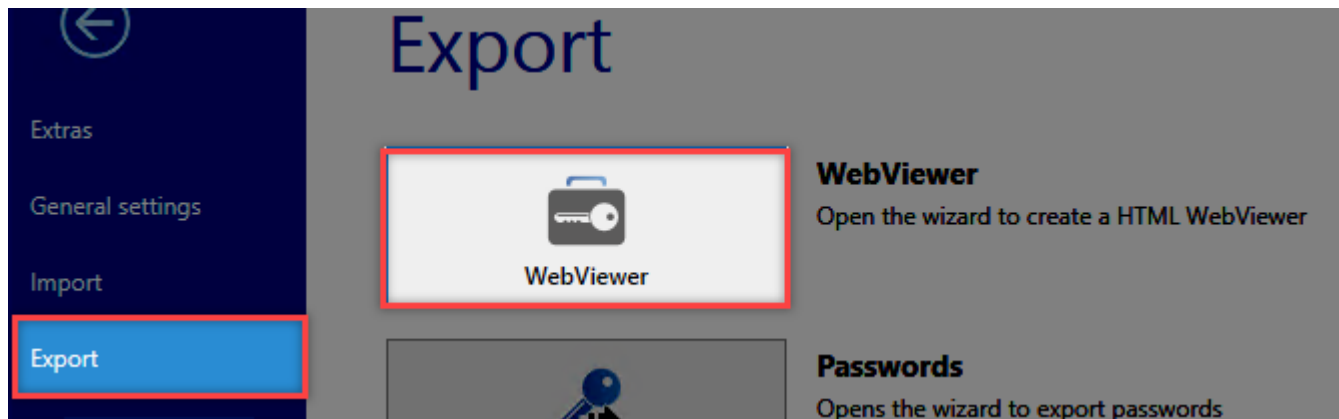 Export
Extras
General settings
Import
Export
WebViewer
WebViewer
Open the wizard to create a HTML WebViewer
Passwords
Opens the wizard to export passwords